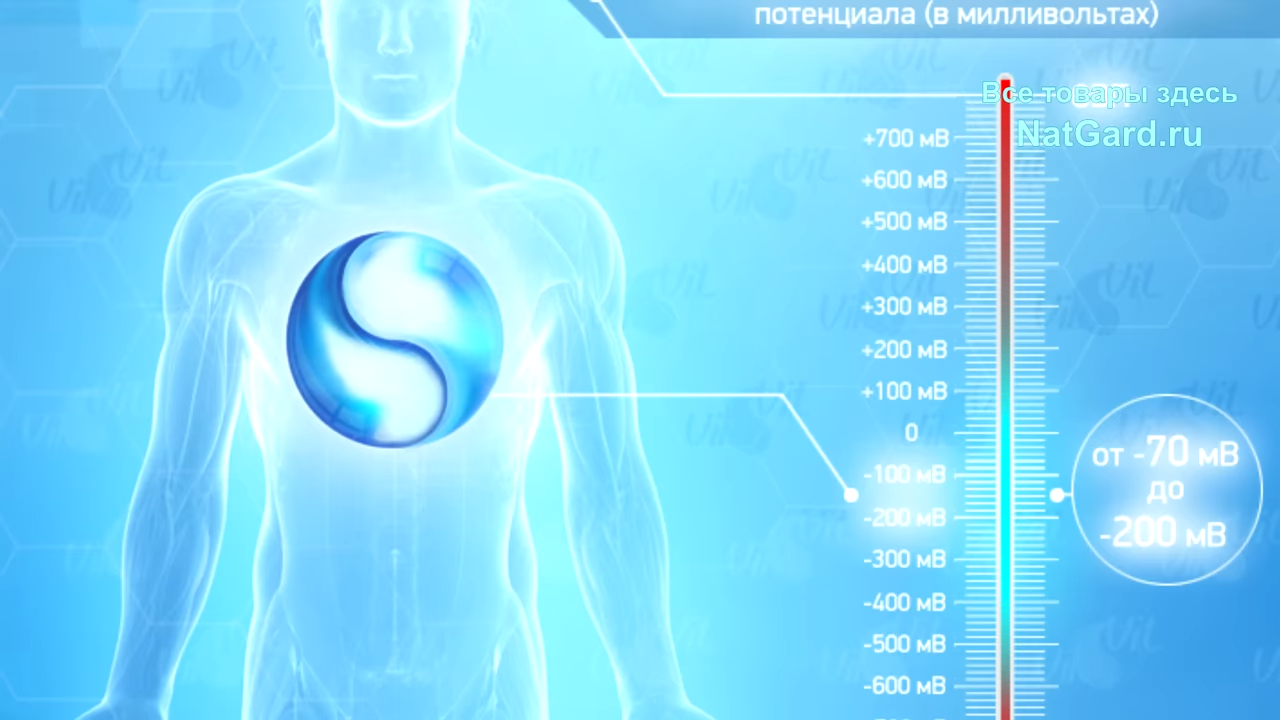 потенциала (в милливольтах)
Все товары здесь
NatGard.ru
+700 мВ
+600 мВ
+500 мВ
+400 мВ
+300 мВ
+200 мВ
+100 мВ
0
-100 мВ
-200 мВ
-300 мВ
-400 мВ
-500 мВ
-600 мВ
от -70 мВ
до
-200 мВ